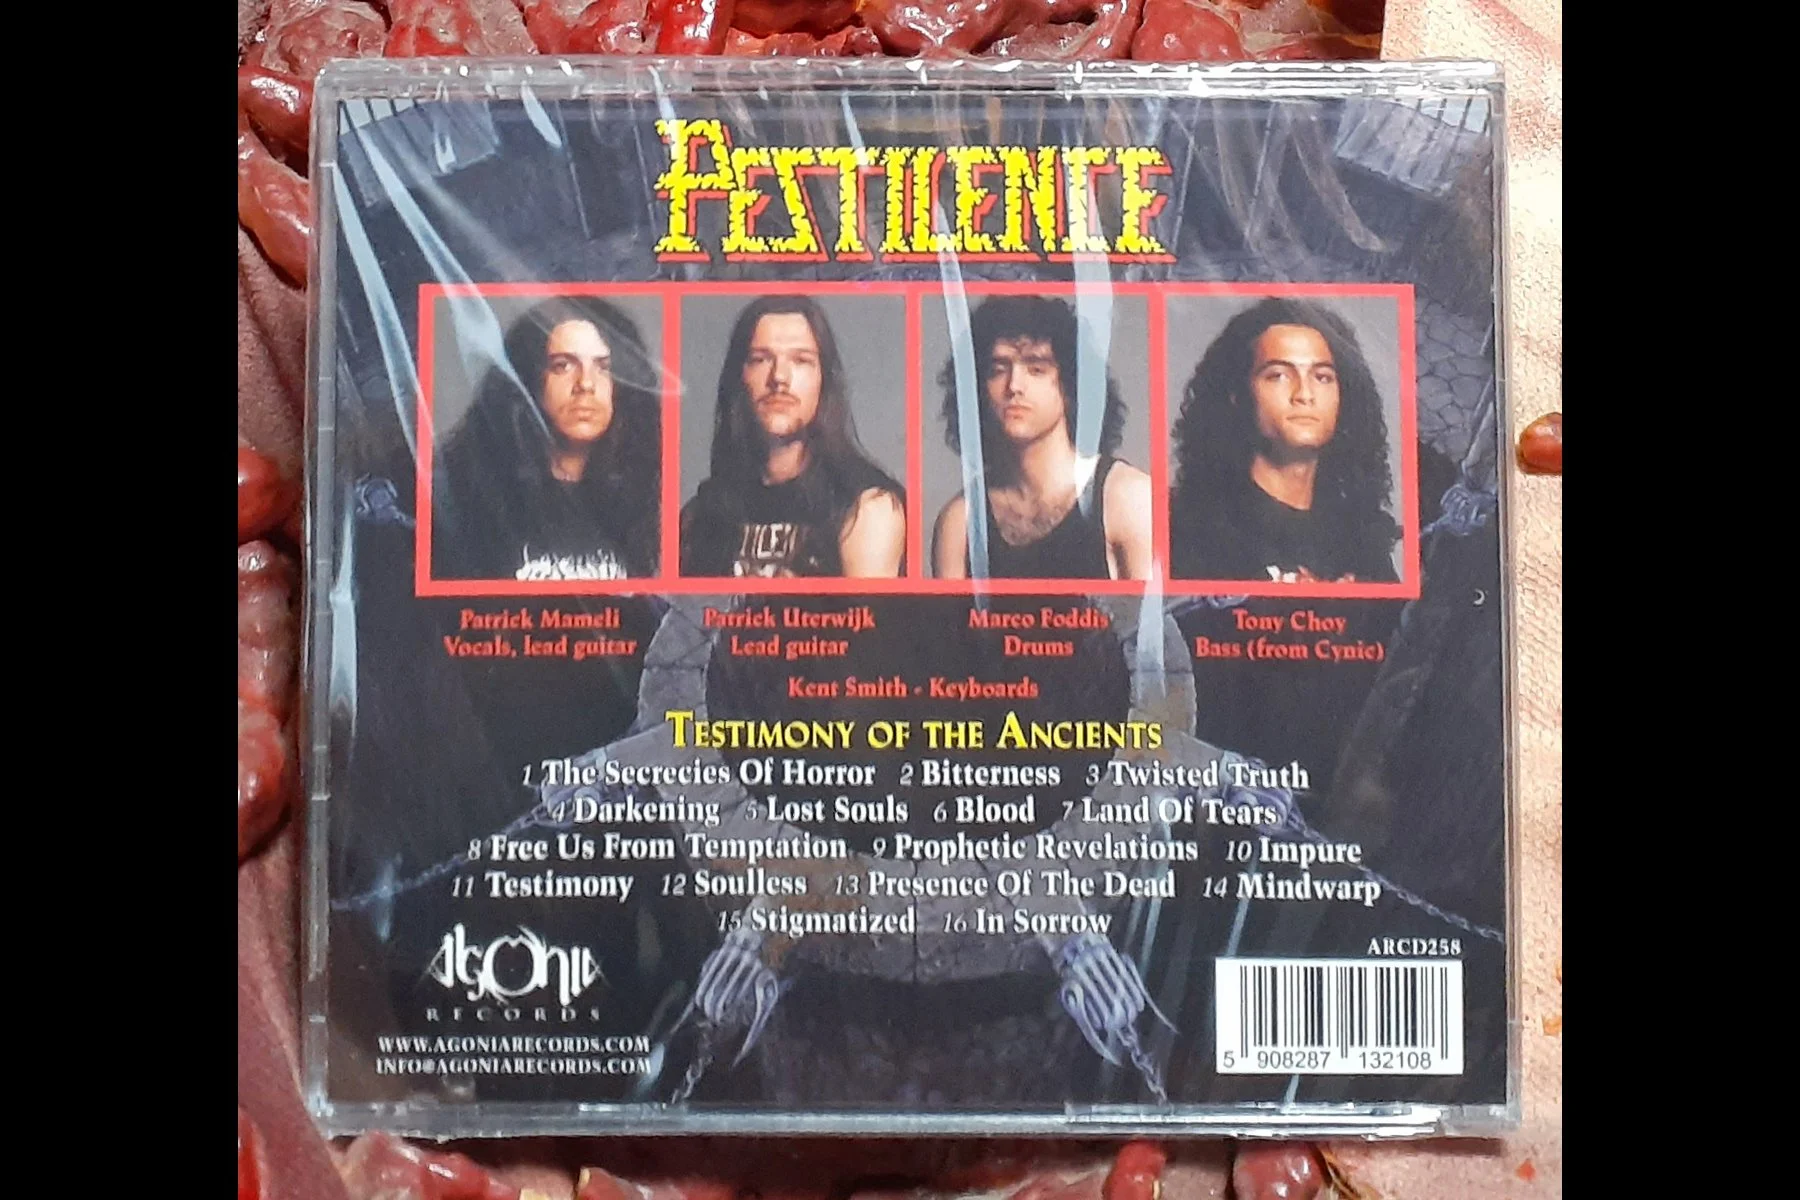 PESTILENCE
Patrick Mameli
Vocals, lead guitar
Patrick Uterwijk
Lead guitar
Marco Foddis
Drums
Tony Choy
Bass (from Cynic)
Kent Smith - Keyboards
TESTIMONY OF THE ANCIENTS
1 The Secrecies Of Horror 2 Bitterness 3 Twisted Truth
4 Darkening 5 Lost Souls 6 Blood 7 Land Of Tears
8 Free Us From Temptation 9 Prophetic Revelations 10 Impure
11 Testimony 12 Soulless 13 Presence Of The Dead 14 Mindwarp
15 Stigmatized 16 In Sorrow
AGONIA
RECORDS
WWW.AGONIARECORDS.COM
INFO@AGONIARECORDS.COM
ARCD258
5 908287 132108